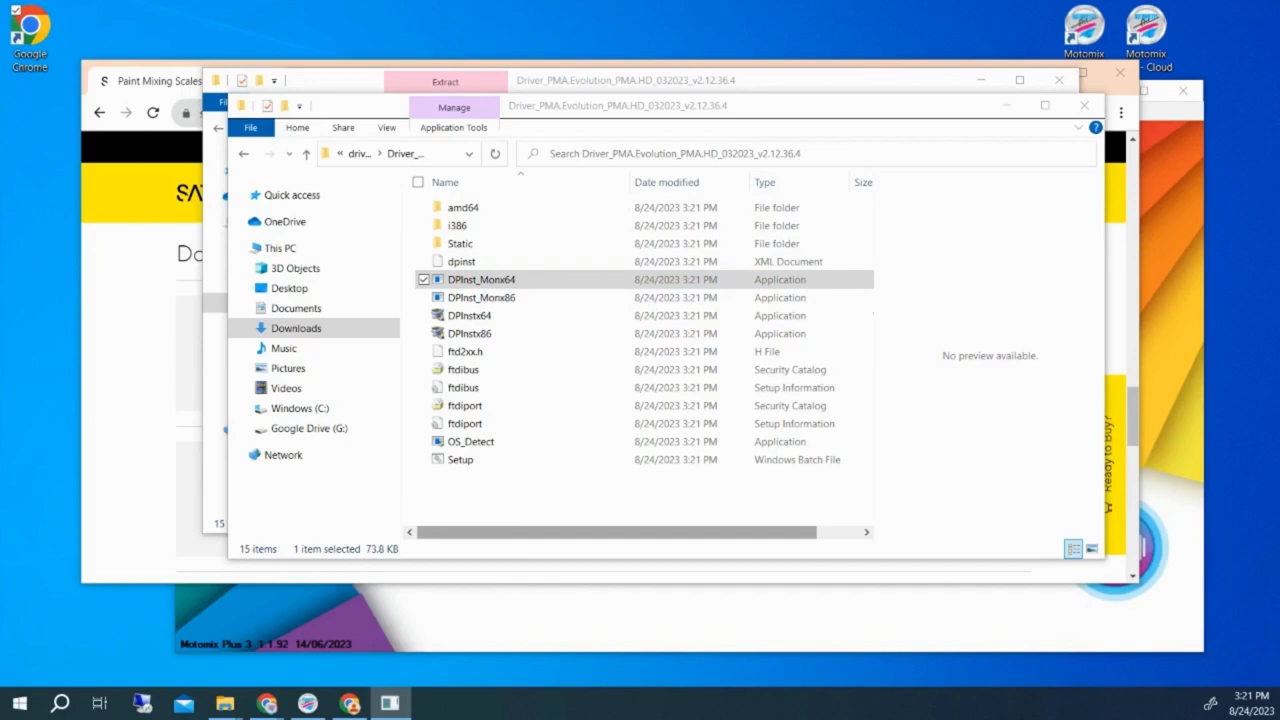 Google
Chrome
Motomix
Motomix
- Cloud
Paint Mixing Scales
Extract
Driver_PMA.Evolution_PMA.HD_032023_v2.12.36.4
Manage
Driver_PMA.Evolution_PMA.HD_032023_v2.12.36.4
File
Home
Share
View
Application Tools
« driv... > Driver_...
Search Driver_PMA.Evolution_PMA.HD_032023_v2.12.36.4
Name Date modified Type Size
Quick access
OneDrive
This PC
3D Objects
Desktop
Documents
Downloads
Music
Pictures
Videos
Windows (C:)
Google Drive (G:)
Network
amd64 8/24/2023 3:21 PM File folder
i386 8/24/2023 3:21 PM File folder
Static 8/24/2023 3:21 PM File folder
dpinst 8/24/2023 3:21 PM XML Document
DPInst_Monx64 8/24/2023 3:21 PM Application
DPInst_Monx86 8/24/2023 3:21 PM Application
DPInstx64 8/24/2023 3:21 PM Application
DPInstx86 8/24/2023 3:21 PM Application
ftd2xx.h 8/24/2023 3:21 PM H File
ftdibus 8/24/2023 3:21 PM Security Catalog
ftdibus 8/24/2023 3:21 PM Setup Information
ftdiport 8/24/2023 3:21 PM Security Catalog
ftdiport 8/24/2023 3:21 PM Setup Information
OS_Detect 8/24/2023 3:21 PM Application
Setup 8/24/2023 3:21 PM Windows Batch File
No preview available.
Ready to Buy?
15
15 items 1 item selected 73.8 KB
Motomix Plus 3 1.1.92 14/06/2023
3:21 PM
8/24/2023